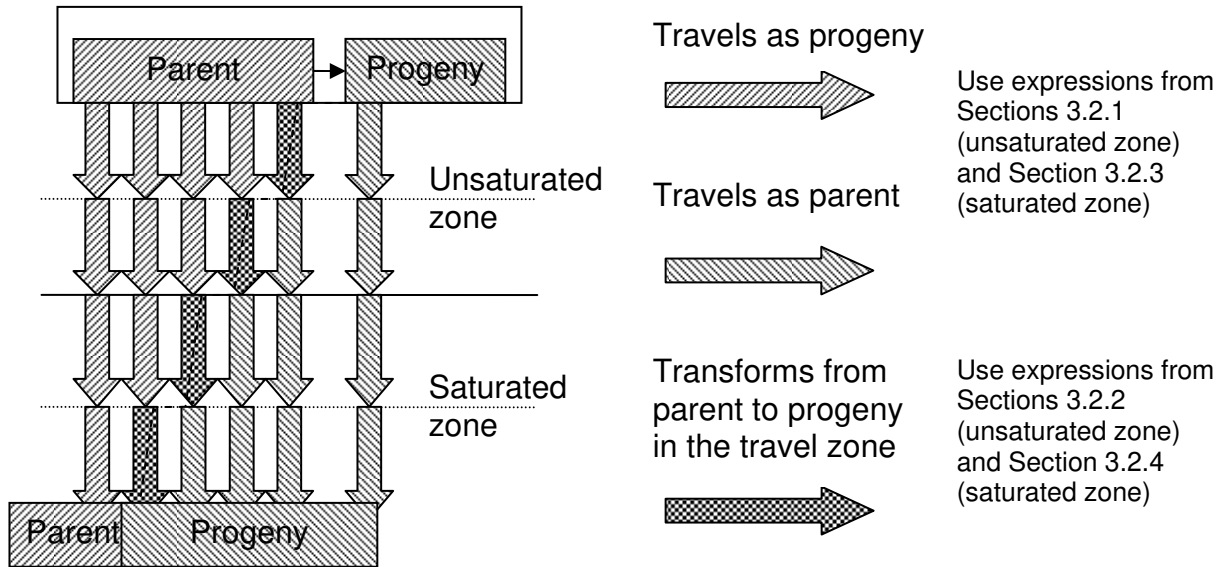 Parent
Progeny
Unsaturated
zone
Saturated
zone
Parent
Progeny
Travels as progeny
Use expressions from
Sections 3.2.1
(unsaturated zone)
and Section 3.2.3
(saturated zone)
Travels as parent
Transforms from
parent to progeny
in the travel zone
Use expressions from
Sections 3.2.2
(unsaturated zone)
and Section 3.2.4
(saturated zone)